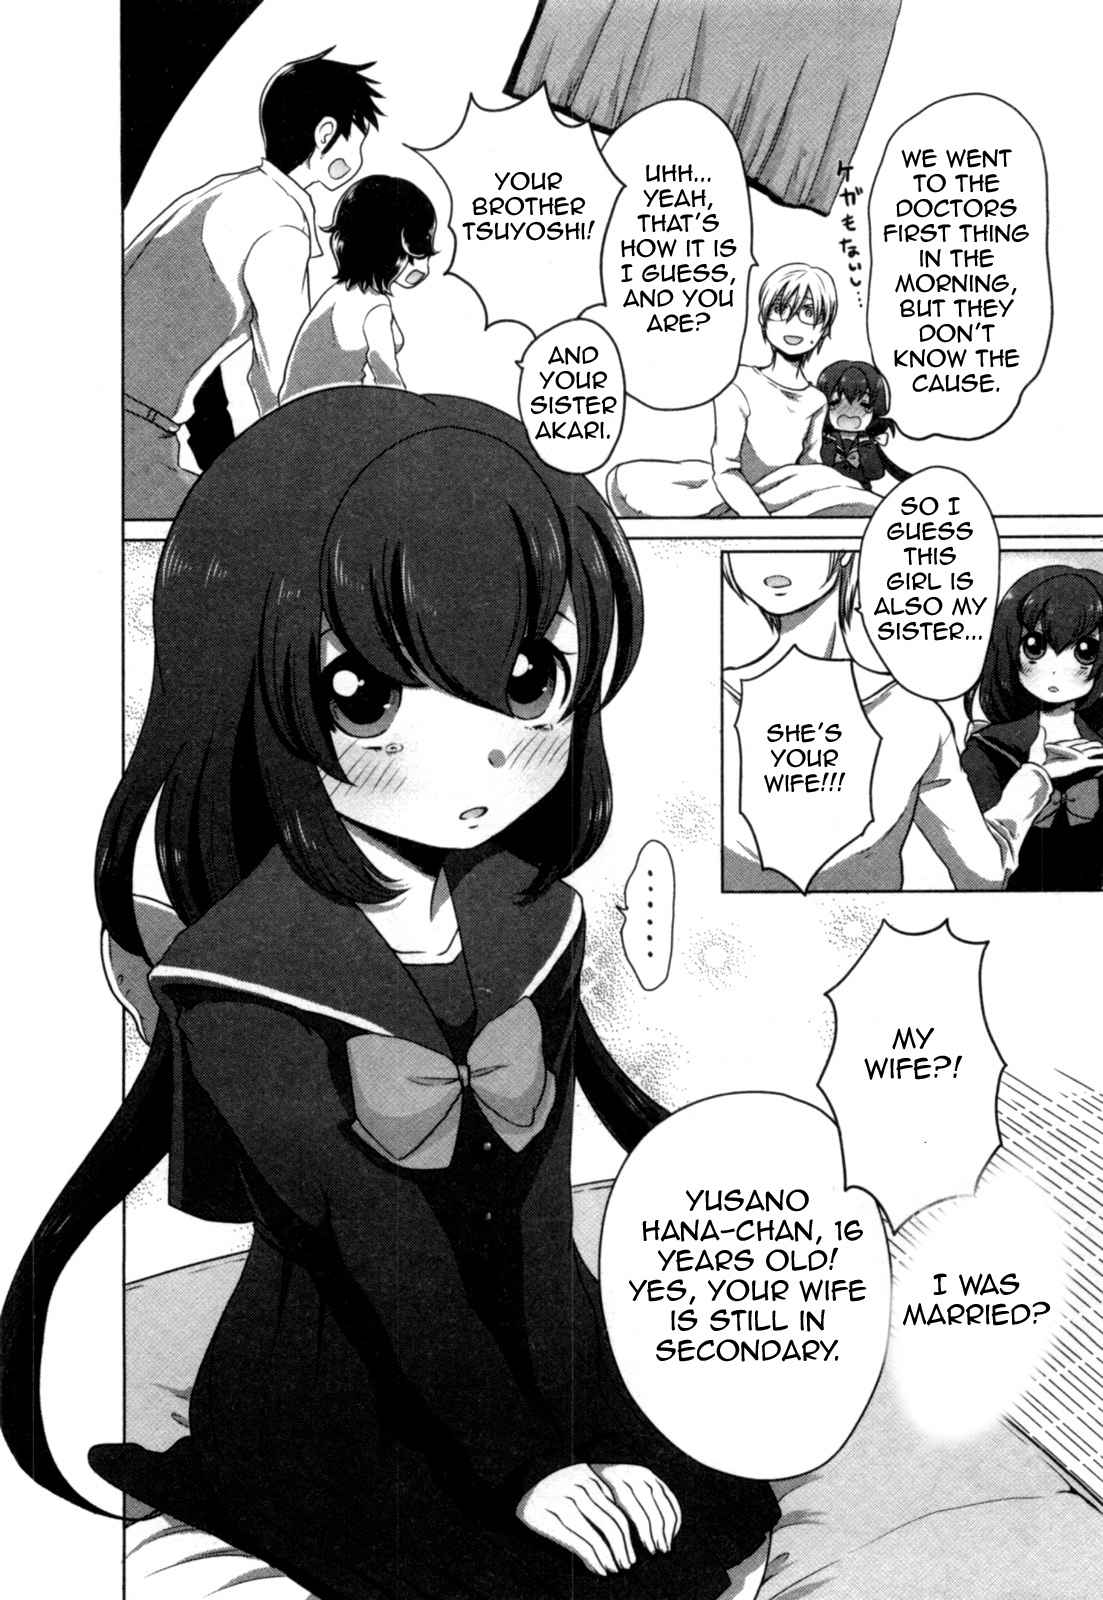 WE WENT
TO THE
DOCTORS
FIRST THING
IN THE
MORNING,
BUT THEY
DON'T
KNOW THE
CAUSE.
ケガもないし…
UHH...
YEAH,
THAT'S
HOW IT IS
I GUESS,
AND YOU
ARE?
YOUR
BROTHER
TSUYOSHI!
AND
YOUR
SISTER
AKARI.
SO I
GUESS
THIS
GIRL IS
ALSO MY
SISTER...
SHE'S
YOUR
WIFE!!!
.......
MY
WIFE?!
I WAS
MARRIED?
YUSANO
HANA-CHAN, 16
YEARS OLD!
YES, YOUR WIFE
IS STILL IN
SECONDARY.